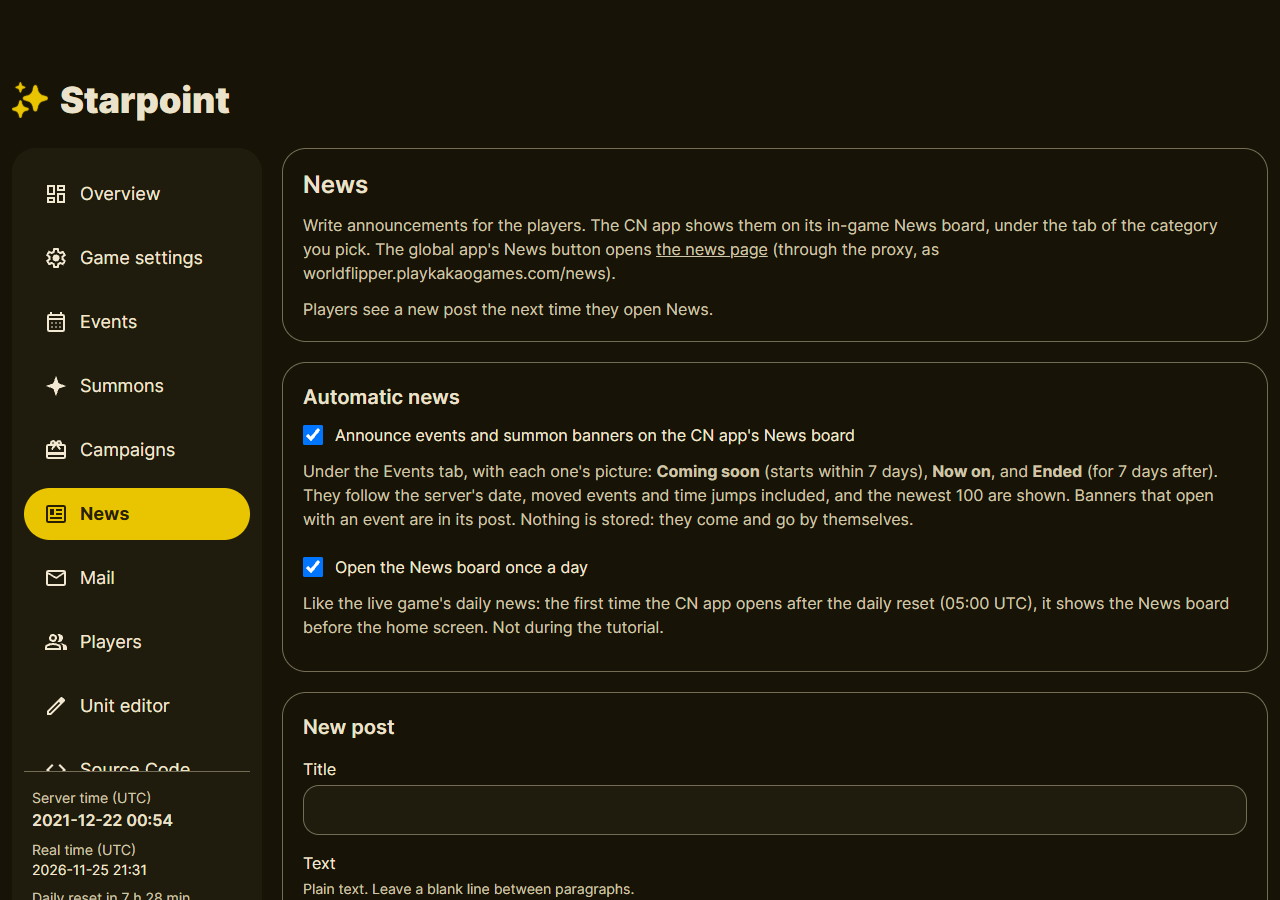 Starpoint
Overview
Game settings
Events
Summons
Campaigns
News
Mail
Players
Unit editor
Source Code
Server time (UTC)
2021-12-22 00:54
Real time (UTC)
2026-11-25 21:31
Daily reset in 7 h 28 min
News
Write announcements for the players. The CN app shows them on its in-game News board, under the tab of the category
you pick. The global app's News button opens the news page (through the proxy, as
worldflipper.playkakaogames.com/news).
Players see a new post the next time they open News.
Automatic news
Announce events and summon banners on the CN app's News board
Under the Events tab, with each one's picture: Coming soon (starts within 7 days), Now on, and Ended (for 7 days after).
They follow the server's date, moved events and time jumps included, and the newest 100 are shown. Banners that open
with an event are in its post. Nothing is stored: they come and go by themselves.
Open the News board once a day
Like the live game's daily news: the first time the CN app opens after the daily reset (05:00 UTC), it shows the News board
before the home screen. Not during the tutorial.
New post
Title
Text
Plain text. Leave a blank line between paragraphs.